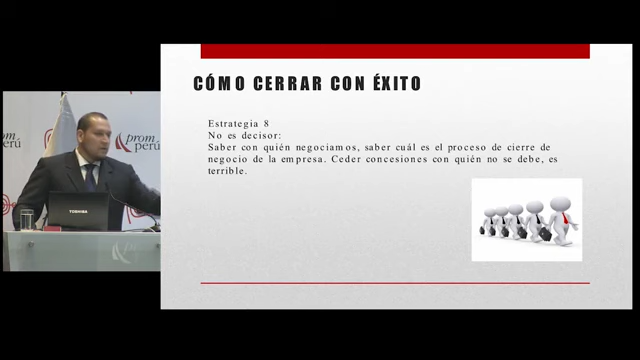 CÓMO CERRAR CON ÉXITO
Estrategia 8
No es decisor:
Saber con quién negociamos, saber cuál es el proceso de cierre de
negocio de la empresa. Ceder concesiones con quién no se debe, es
terrible.
prom
perú
TOSHIBA
prom